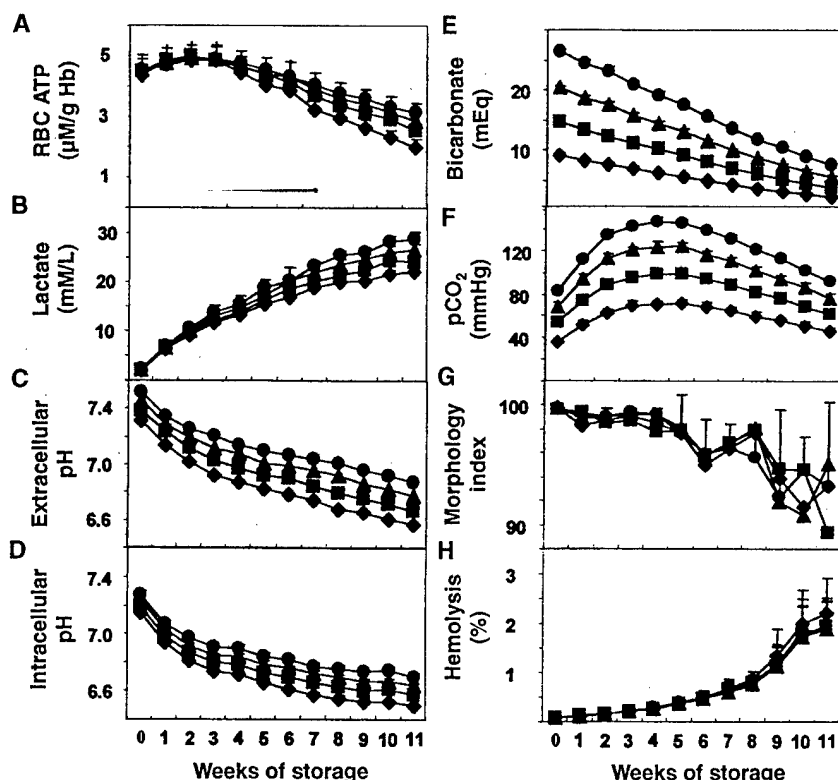 A
RBC ATP
(µM/g Hb)
5
3
1
B
Lactate
(mM/L)
30
20
10
C
Extracellular
pH
7.4
7.0
6.6
D
Intracellular
pH
7.4
7.0
6.6
0 1 2 3 4 5 6 7 8 9 10 11
Weeks of storage
E
Bicarbonate
(mEq)
20
10
F
pCO2
(mmHg)
120
80
40
G
Morphology
index
100
90
H
Hemolysis
(%)
3
2
1
0 1 2 3 4 5 6 7 8 9 10 11
Weeks of storage